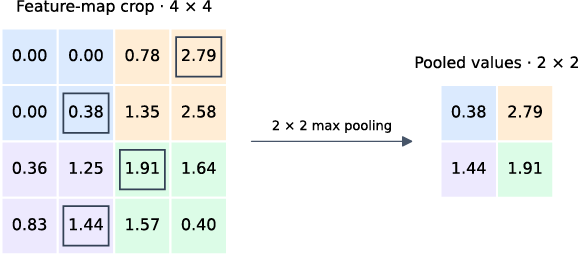 Feature-map crop · 4 × 4
0.00 0.00 0.78 2.79
0.00 0.38 1.35 2.58
0.36 1.25 1.91 1.64
0.83 1.44 1.57 0.40
2 × 2 max pooling
Pooled values · 2 × 2
0.38 2.79
1.44 1.91